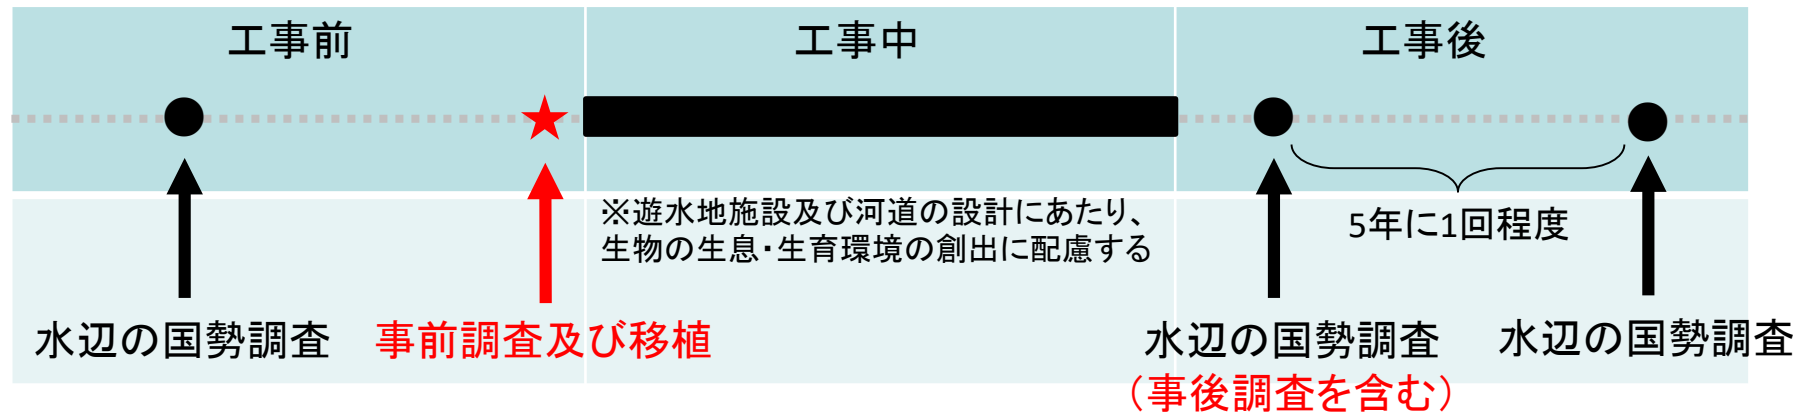 工事前
工事中
工事後
※遊水地施設及び河道の設計にあたり、
生物の生息・生育環境の創出に配慮する
5年に1回程度
水辺の国勢調査
事前調査及び移植
水辺の国勢調査
(事後調査を含む)
水辺の国勢調査